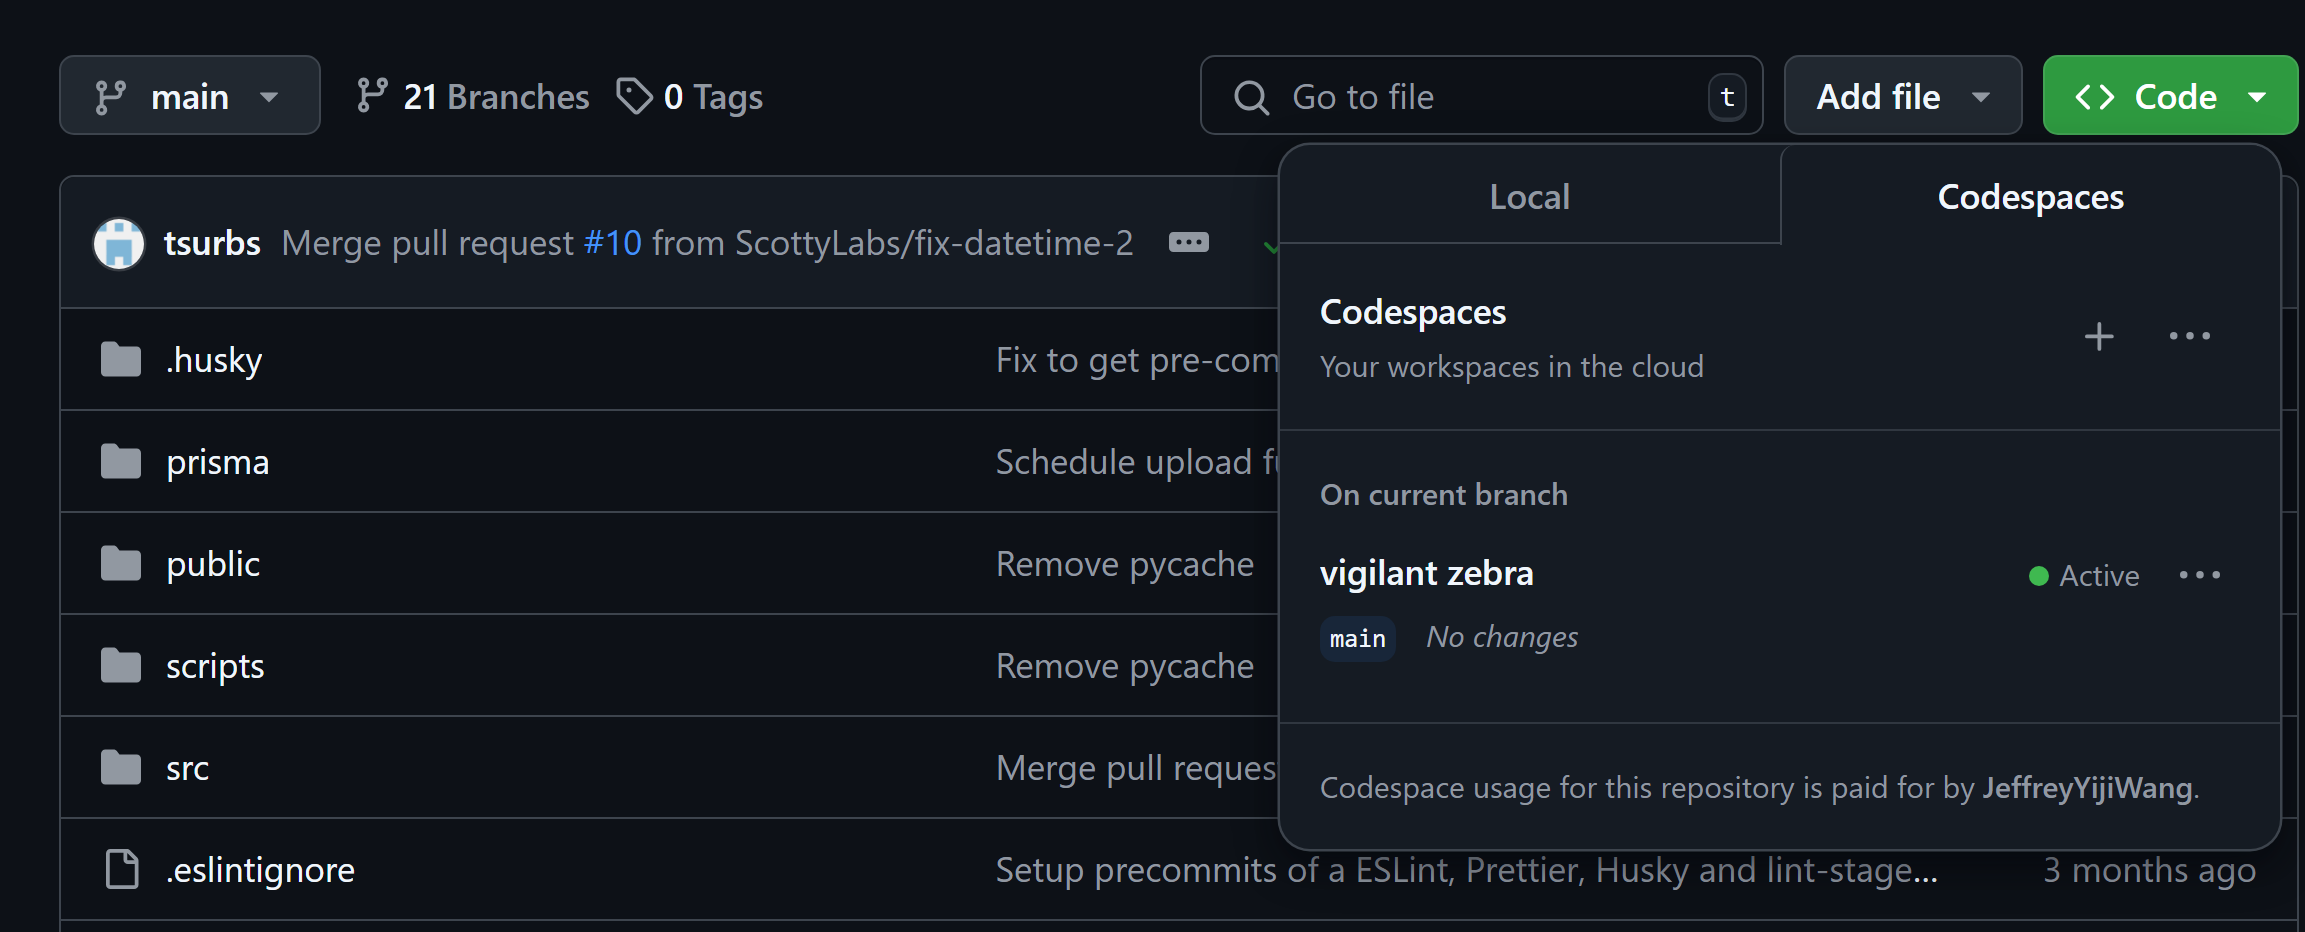 main 21 Branches 0 Tags Go to file t Add file Code
Local Codespaces
tsurbs Merge pull request #10 from ScottyLabs/fix-datetime-2
Codespaces
Your workspaces in the cloud
.husky Fix to get
prisma Schedule upload
On current branch
public Remove pycache
vigilant zebra Active
main No changes
scripts Remove pycache
src Merge pull
Codespace usage for this repository is paid for by JeffreyYijiWang.
.eslintignore Setup precommits of a ESLint, Prettier, Husky and lint-stage... 3 months ago